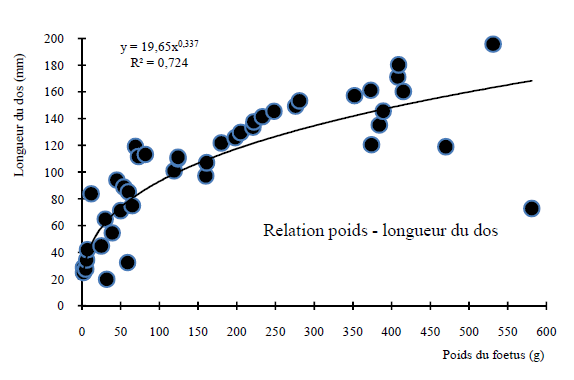 Longueur du dos (mm)
200
180
160
140
120
100
80
60
40
20
0
y = 19,65x^0,337
R² = 0,724
Relation poids - longueur du dos
0 50 100 150 200 250 300 350 400 450 500 550 600
Poids du foetus (g)